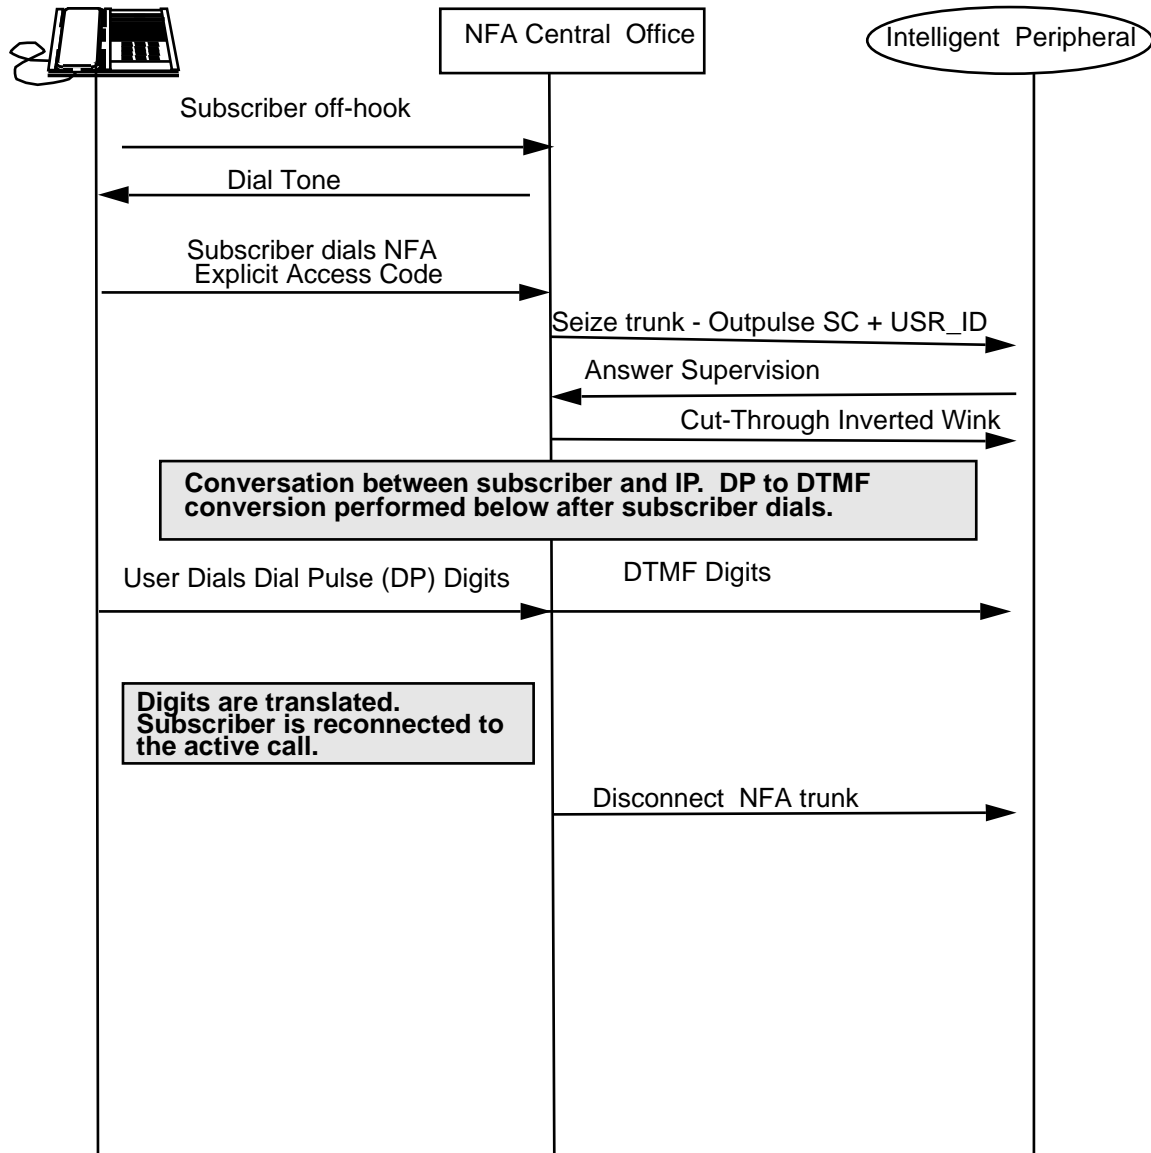 NFA Central Office
Intelligent Peripheral
Subscriber off-hook
Dial Tone
Subscriber dials NFA
Explicit Access Code
Seize trunk - Outpulse SC + USR_ID
Answer Supervision
Cut-Through Inverted Wink
Conversation between subscriber and IP. DP to DTMF
conversion performed below after subscriber dials.
User Dials Dial Pulse (DP) Digits
DTMF Digits
Digits are translated.
Subscriber is reconnected to
the active call.
Disconnect NFA trunk